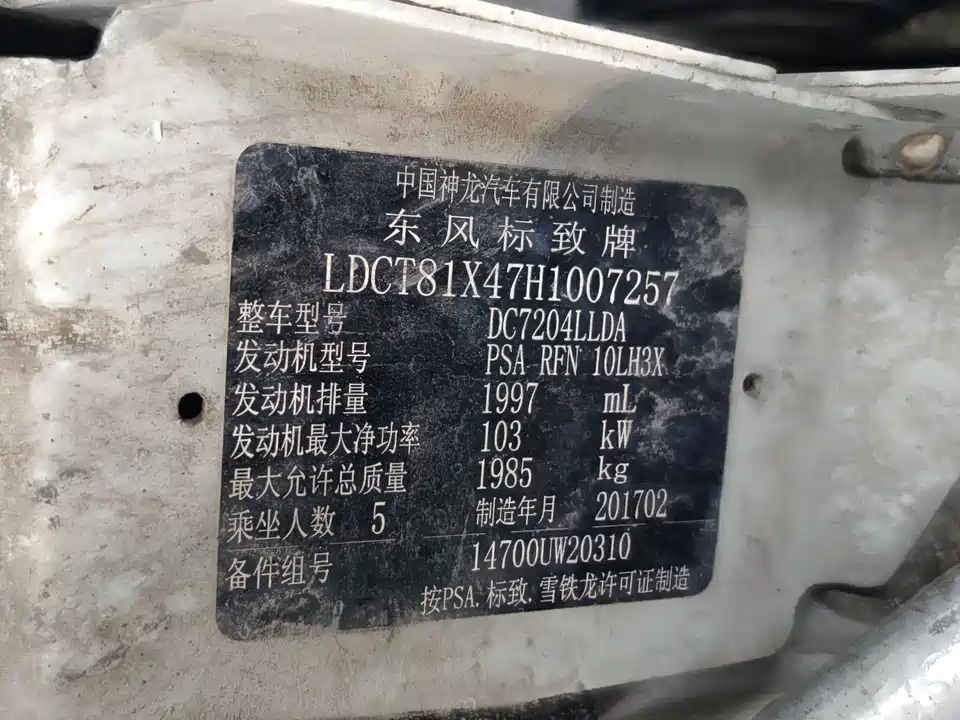 中国神龙汽车有限公司制造
东风标致牌
LDCT81X47H1007257
整车型号 DC7204LLDA
发动机型号 PSA RFN 10LH3X
发动机排量 1997 mL
发动机最大净功率 103 kW
最大允许总质量 1985 kg
乘坐人数 5 制造年月 201702
备件组号 14700UW20310
按PSA.标致.雪铁龙许可证制造